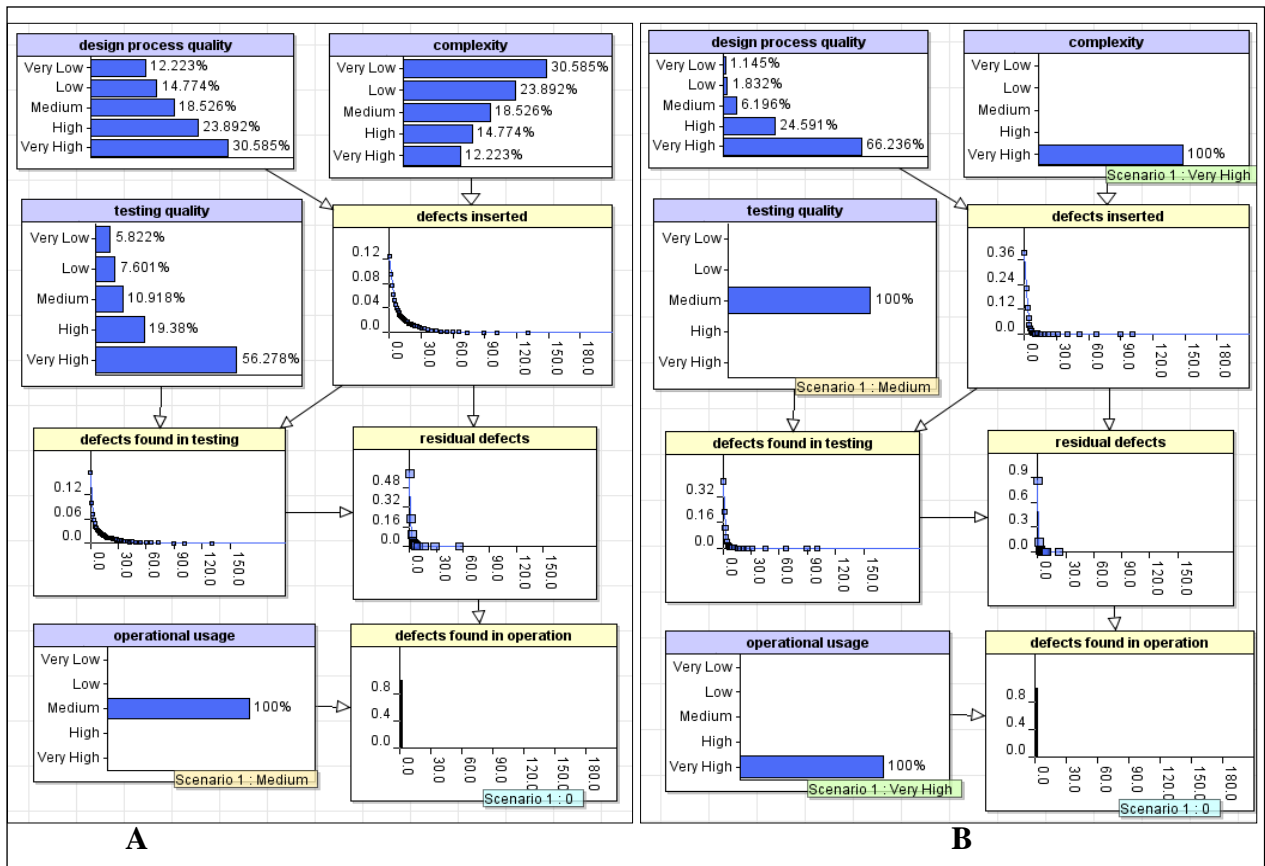 design process quality
Very Low 12.223%
Low 14.774%
Medium 18.526%
High 23.892%
Very High 30.585%
complexity
Very Low 30.585%
Low 23.892%
Medium 18.526%
High 14.774%
Very High 12.223%
testing quality
Very Low 5.822%
Low 7.601%
Medium 10.918%
High 19.38%
Very High 56.278%
defects inserted
0.12
0.08
0.04
0.0
0.0 30.0 60.0 90.0 120.0 150.0 180.0
defects found in testing
0.12
0.06
0.0
0.0 30.0 60.0 90.0 120.0 150.0
residual defects
0.48
0.32
0.16
0.0
0.0 30.0 60.0 90.0 120.0 150.0
operational usage
Very Low
Low
Medium 100%
High
Very High
Scenario 1 : Medium
defects found in operation
0.8
0.4
0.0
0.0 30.0 60.0 90.0 120.0 150.0 180.0
Scenario 1 : 0
A
design process quality
Very Low 1.145%
Low 1.832%
Medium 6.196%
High 24.591%
Very High 66.236%
complexity
Very Low
Low
Medium
High
Very High 100%
Scenario 1 : Very High
testing quality
Very Low
Low
Medium 100%
High
Very High
Scenario 1 : Medium
defects inserted
0.36
0.24
0.12
0.0
0.0 30.0 60.0 90.0 120.0 150.0 180.0
defects found in testing
0.32
0.16
0.0
0.0 30.0 60.0 90.0 120.0 150.0
residual defects
0.9
0.6
0.3
0.0
0.0 30.0 60.0 90.0 120.0 150.0
operational usage
Very Low
Low
Medium
High
Very High 100%
Scenario 1 : Very High
defects found in operation
0.8
0.4
0.0
0.0 30.0 60.0 90.0 120.0 150.0 180.0
Scenario 1 : 0
B